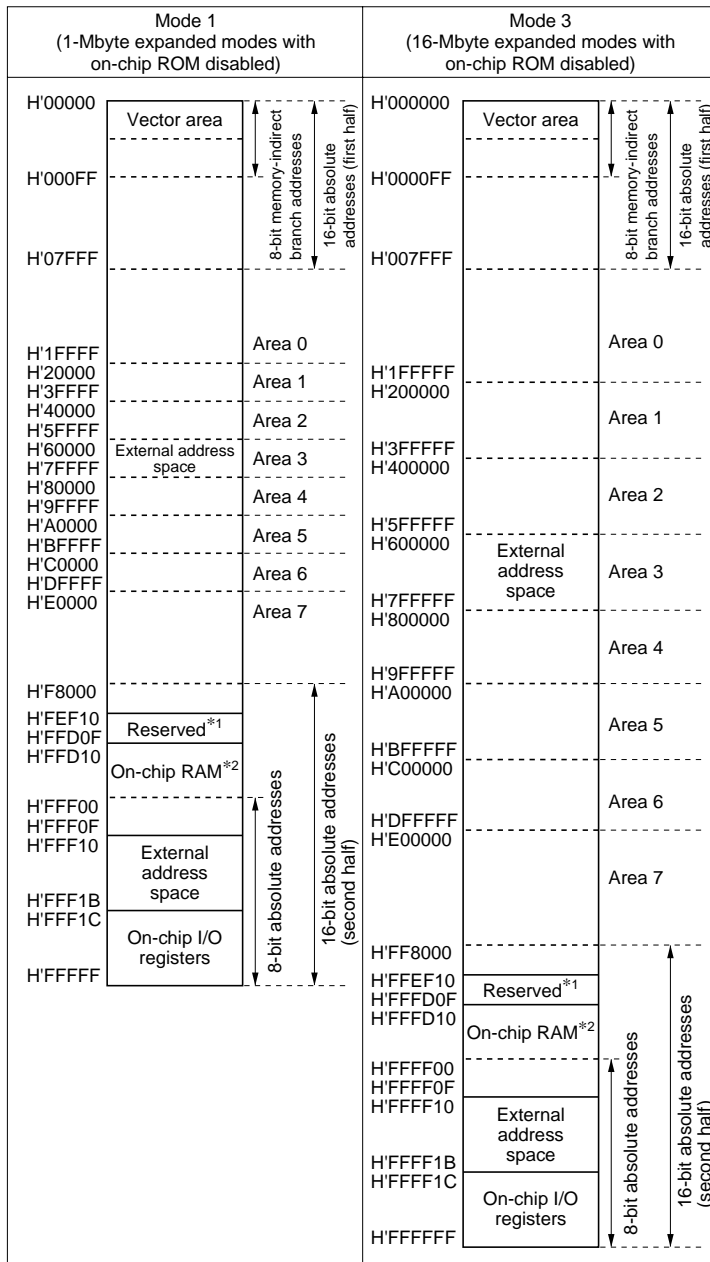 Mode 1
(1-Mbyte expanded modes with
on-chip ROM disabled)
H'00000
Vector area
H'000FF
H'07FFF
8-bit memory-indirect
branch addresses
16-bit absolute
addresses (first half)
H'1FFFF
Area 0
H'20000
H'3FFFF
Area 1
H'40000
H'5FFFF
Area 2
H'60000
H'7FFFF
External address
space
Area 3
H'80000
H'9FFFF
Area 4
H'A0000
H'BFFFF
Area 5
H'C0000
H'DFFFF
Area 6
H'E0000
Area 7
H'F8000
H'FEF10
Reserved*1
H'FFD0F
H'FFD10
On-chip RAM*2
H'FFF00
H'FFF0F
H'FFF10
External
address
space
H'FFF1B
H'FFF1C
On-chip I/O
registers
H'FFFFF
8-bit absolute addresses
16-bit absolute addresses
(second half)
Mode 3
(16-Mbyte expanded modes with
on-chip ROM disabled)
H'000000
Vector area
H'0000FF
H'007FFF
8-bit memory-indirect
branch addresses
16-bit absolute
addresses (first half)
Area 0
H'1FFFFF
H'200000
Area 1
H'3FFFFF
H'400000
Area 2
H'5FFFFF
H'600000
External
address
space
Area 3
H'7FFFFF
H'800000
Area 4
H'9FFFFF
H'A00000
Area 5
H'BFFFFF
H'C00000
Area 6
H'DFFFFF
H'E00000
Area 7
H'FF8000
H'FFEF10
Reserved*1
H'FFFD0F
H'FFFD10
On-chip RAM*2
H'FFFF00
H'FFFF0F
H'FFFF10
External
address
space
H'FFFF1B
H'FFFF1C
On-chip I/O
registers
H'FFFFFF
8-bit absolute addresses
16-bit absolute addresses
(second half)